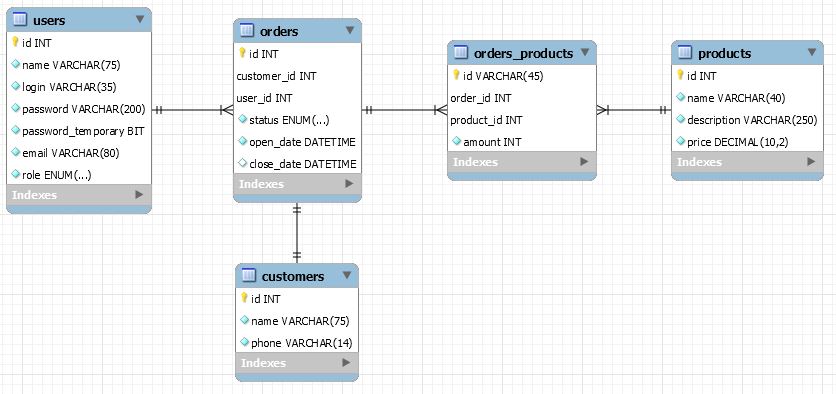 users
id INT
name VARCHAR(75)
login VARCHAR(35)
password VARCHAR(200)
password_temporary BIT
email VARCHAR(80)
role ENUM(...)
Indexes
orders
id INT
customer_id INT
user_id INT
status ENUM(...)
open_date DATETIME
close_date DATETIME
Indexes
orders_products
id VARCHAR(45)
order_id INT
product_id INT
amount INT
Indexes
products
id INT
name VARCHAR(40)
description VARCHAR(250)
price DECIMAL(10,2)
Indexes
customers
id INT
name VARCHAR(75)
phone VARCHAR(14)
Indexes